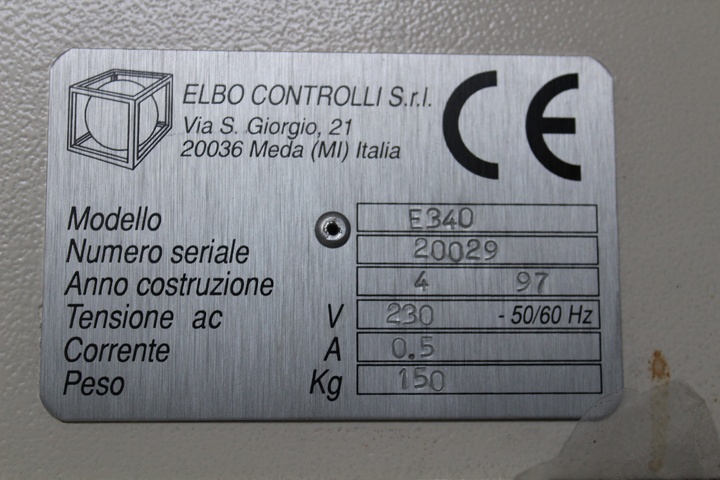 ELBO CONTROLLI S.r.l.
Via S. Giorgio, 21
20036 Meda (MI) Italia
CE
Modello E340
Numero seriale 20029
Anno costruzione 4 97
Tensione ac V 230 - 50/60 Hz
Corrente A 0.5
Peso Kg 150